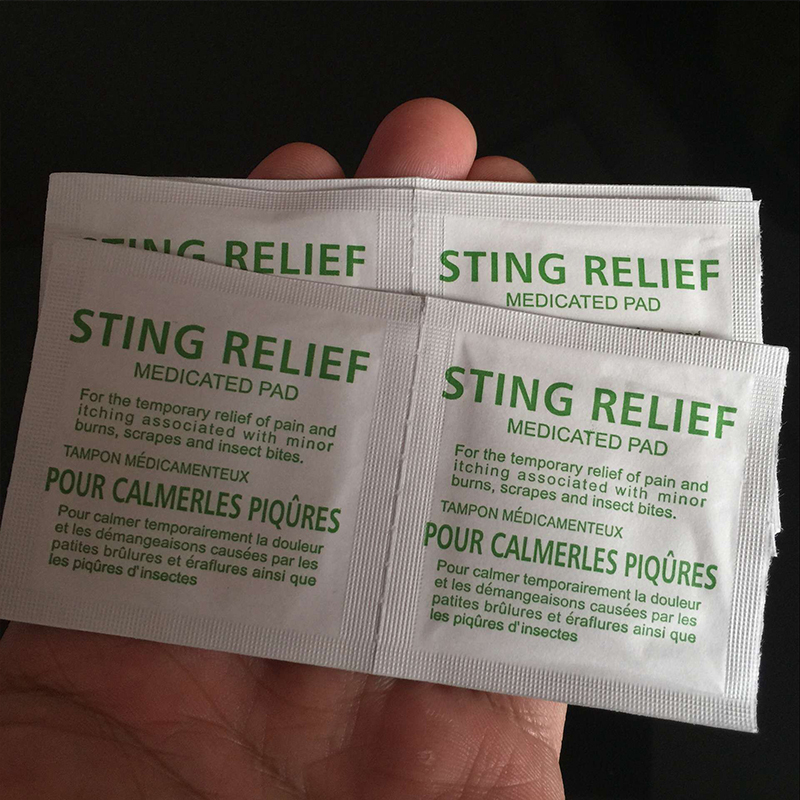 STING RELIEF
STING RELIEF
MEDICATED PAD
STING RELIEF
MEDICATED PAD
For the temporary relief of pain and
itching associated with minor
burns, scrapes and insect bites.
TAMPON MÉDICAMENTEUX
POUR CALMERLES PIQÛRES
Pour calmer temporairement la douleur
et les démangeaisons causées par les
patites brûlures et éraflures ainsi que
les piqûres d'insectes
STING RELIEF
MEDICATED PAD
For the temporary relief of pain and
itching associated with minor
burns, scrapes and insect bites.
TAMPON MÉDICAMENTEUX
POUR CALMERLES PIQÛRES
Pour calmer temporairement la douleur
et les démangeaisons causées par les
patites brûlures et éraflures ainsi que
les piqûres d'insectes